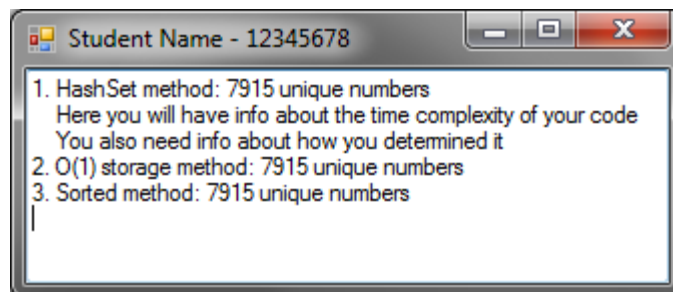 Student Name - 12345678
1. HashSet method: 7915 unique numbers
Here you will have info about the time complexity of your code
You also need info about how you determined it
2. O(1) storage method: 7915 unique numbers
3. Sorted method: 7915 unique numbers